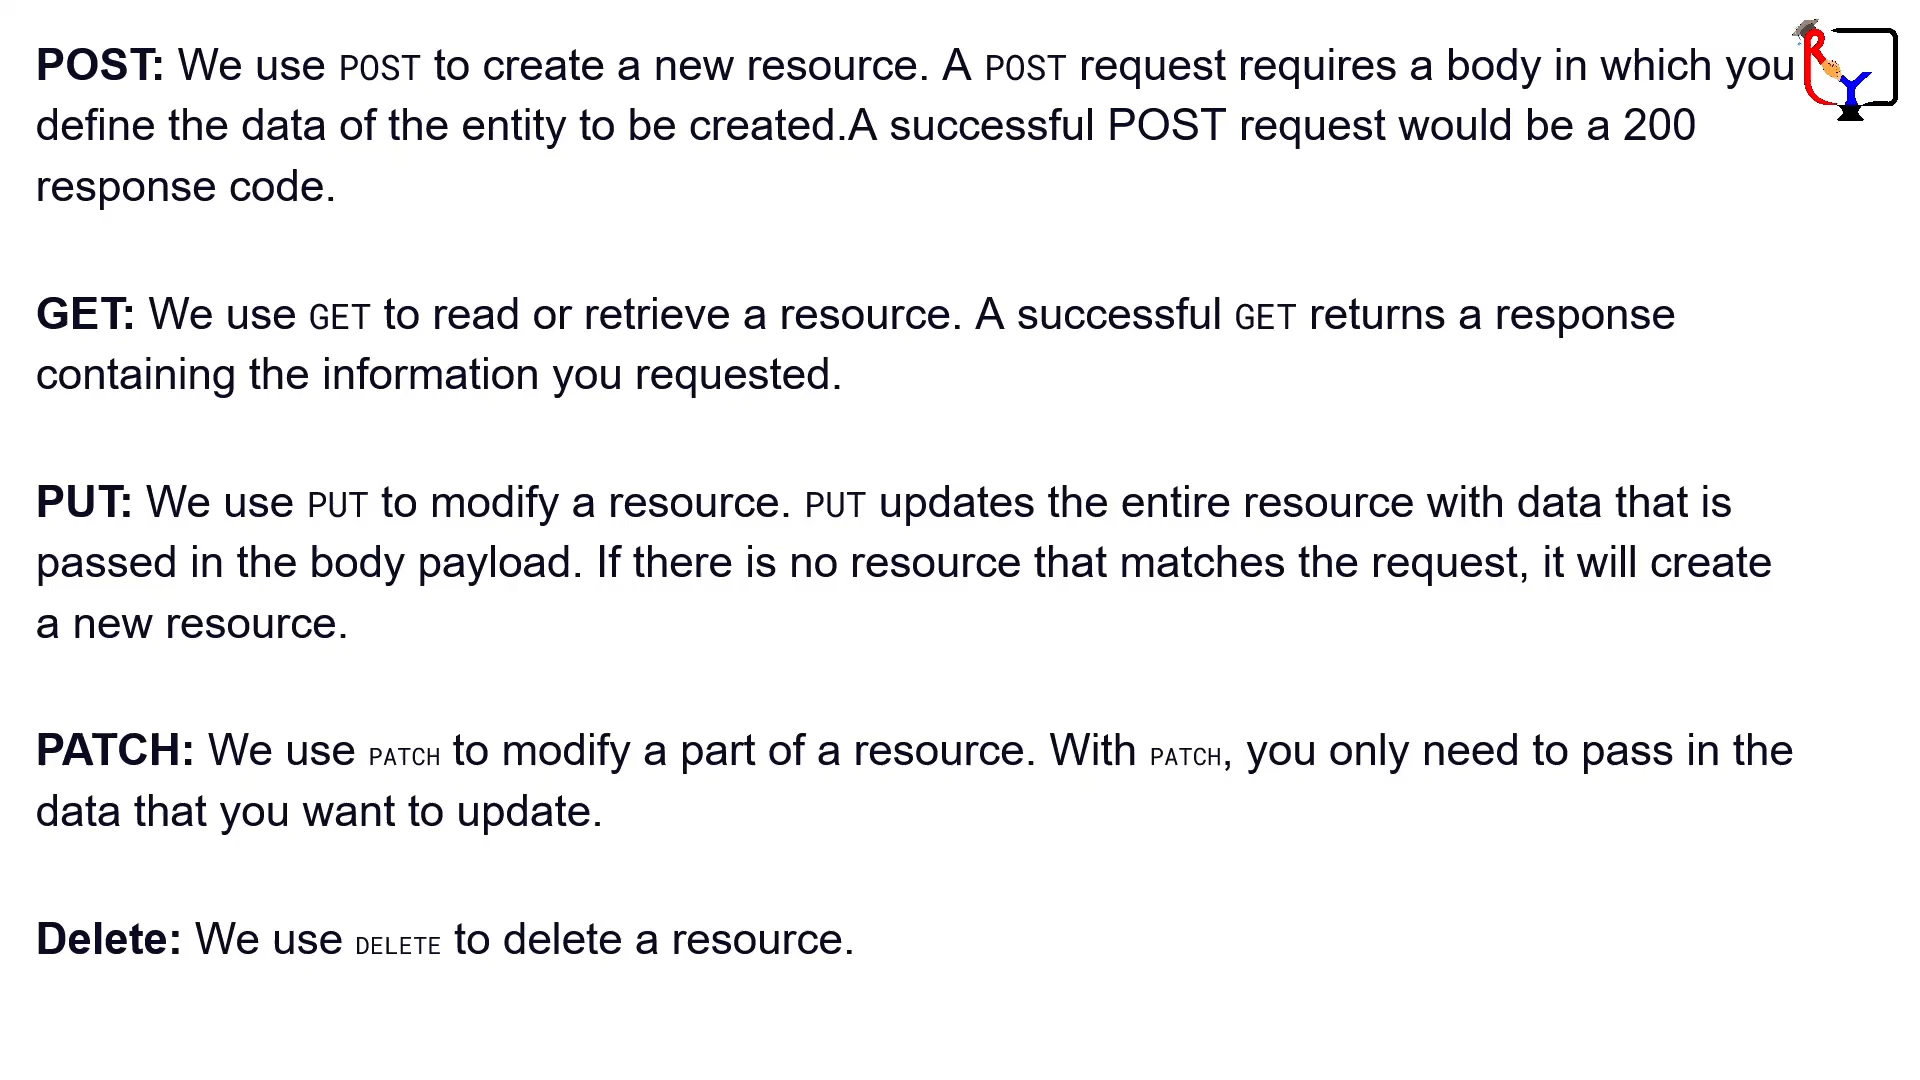 POST: We use POST to create a new resource. A POST request requires a body in which you
define the data of the entity to be created.A successful POST request would be a 200
response code.
GET: We use GET to read or retrieve a resource. A successful GET returns a response
containing the information you requested.
PUT: We use PUT to modify a resource. PUT updates the entire resource with data that is
passed in the body payload. If there is no resource that matches the request, it will create
a new resource.
PATCH: We use PATCH to modify a part of a resource. With PATCH, you only need to pass in the
data that you want to update.
Delete: We use DELETE to delete a resource.
R
Y